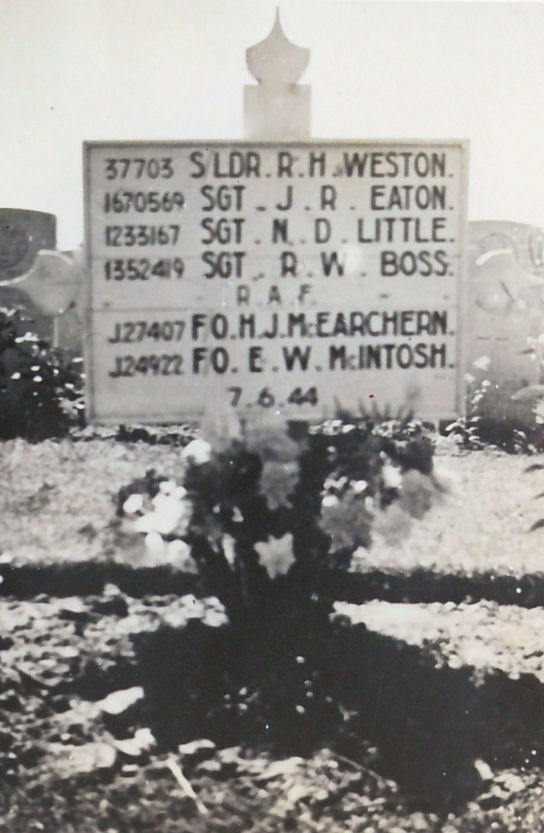 37703 S/LDR. R. H. WESTON.
1670569 SGT. J. R. EATON.
1233167 SGT. N. D. LITTLE.
1352419 SGT. R. W. BOSS.
R.A.F.
J27407 F.O. H. J. McEARCHERN.
J24922 FO. E. W. McINTOSH.
7.6.44